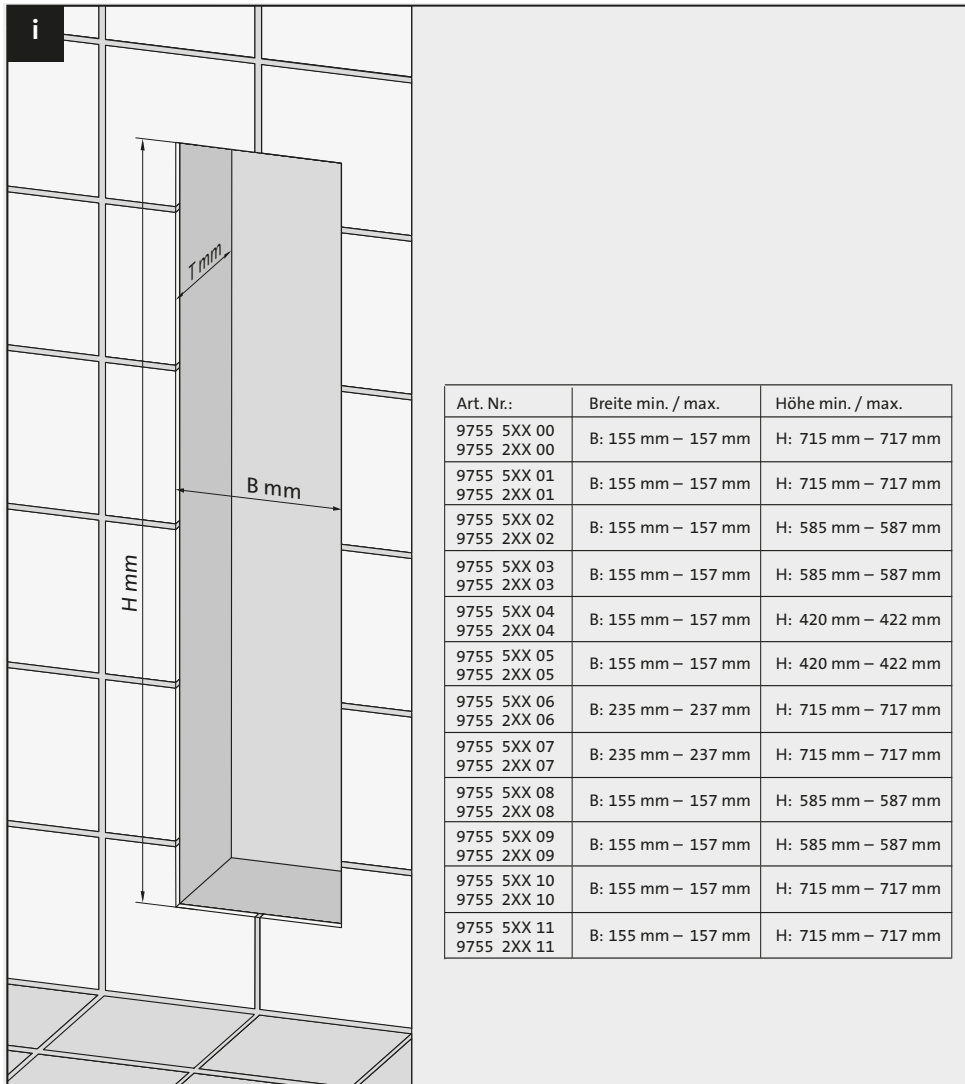 i
T mm
B mm
H mm
Art. Nr.: Breite min. / max. Höhe min. / max.
9755 5XX 00
9755 2XX 00
B: 155 mm – 157 mm H: 715 mm – 717 mm
9755 5XX 01
9755 2XX 01
B: 155 mm – 157 mm H: 715 mm – 717 mm
9755 5XX 02
9755 2XX 02
B: 155 mm – 157 mm H: 585 mm – 587 mm
9755 5XX 03
9755 2XX 03
B: 155 mm – 157 mm H: 585 mm – 587 mm
9755 5XX 04
9755 2XX 04
B: 155 mm – 157 mm H: 420 mm – 422 mm
9755 5XX 05
9755 2XX 05
B: 155 mm – 157 mm H: 420 mm – 422 mm
9755 5XX 06
9755 2XX 06
B: 235 mm – 237 mm H: 715 mm – 717 mm
9755 5XX 07
9755 2XX 07
B: 235 mm – 237 mm H: 715 mm – 717 mm
9755 5XX 08
9755 2XX 08
B: 155 mm – 157 mm H: 585 mm – 587 mm
9755 5XX 09
9755 2XX 09
B: 155 mm – 157 mm H: 585 mm – 587 mm
9755 5XX 10
9755 2XX 10
B: 155 mm – 157 mm H: 715 mm – 717 mm
9755 5XX 11
9755 2XX 11
B: 155 mm – 157 mm H: 715 mm – 717 mm